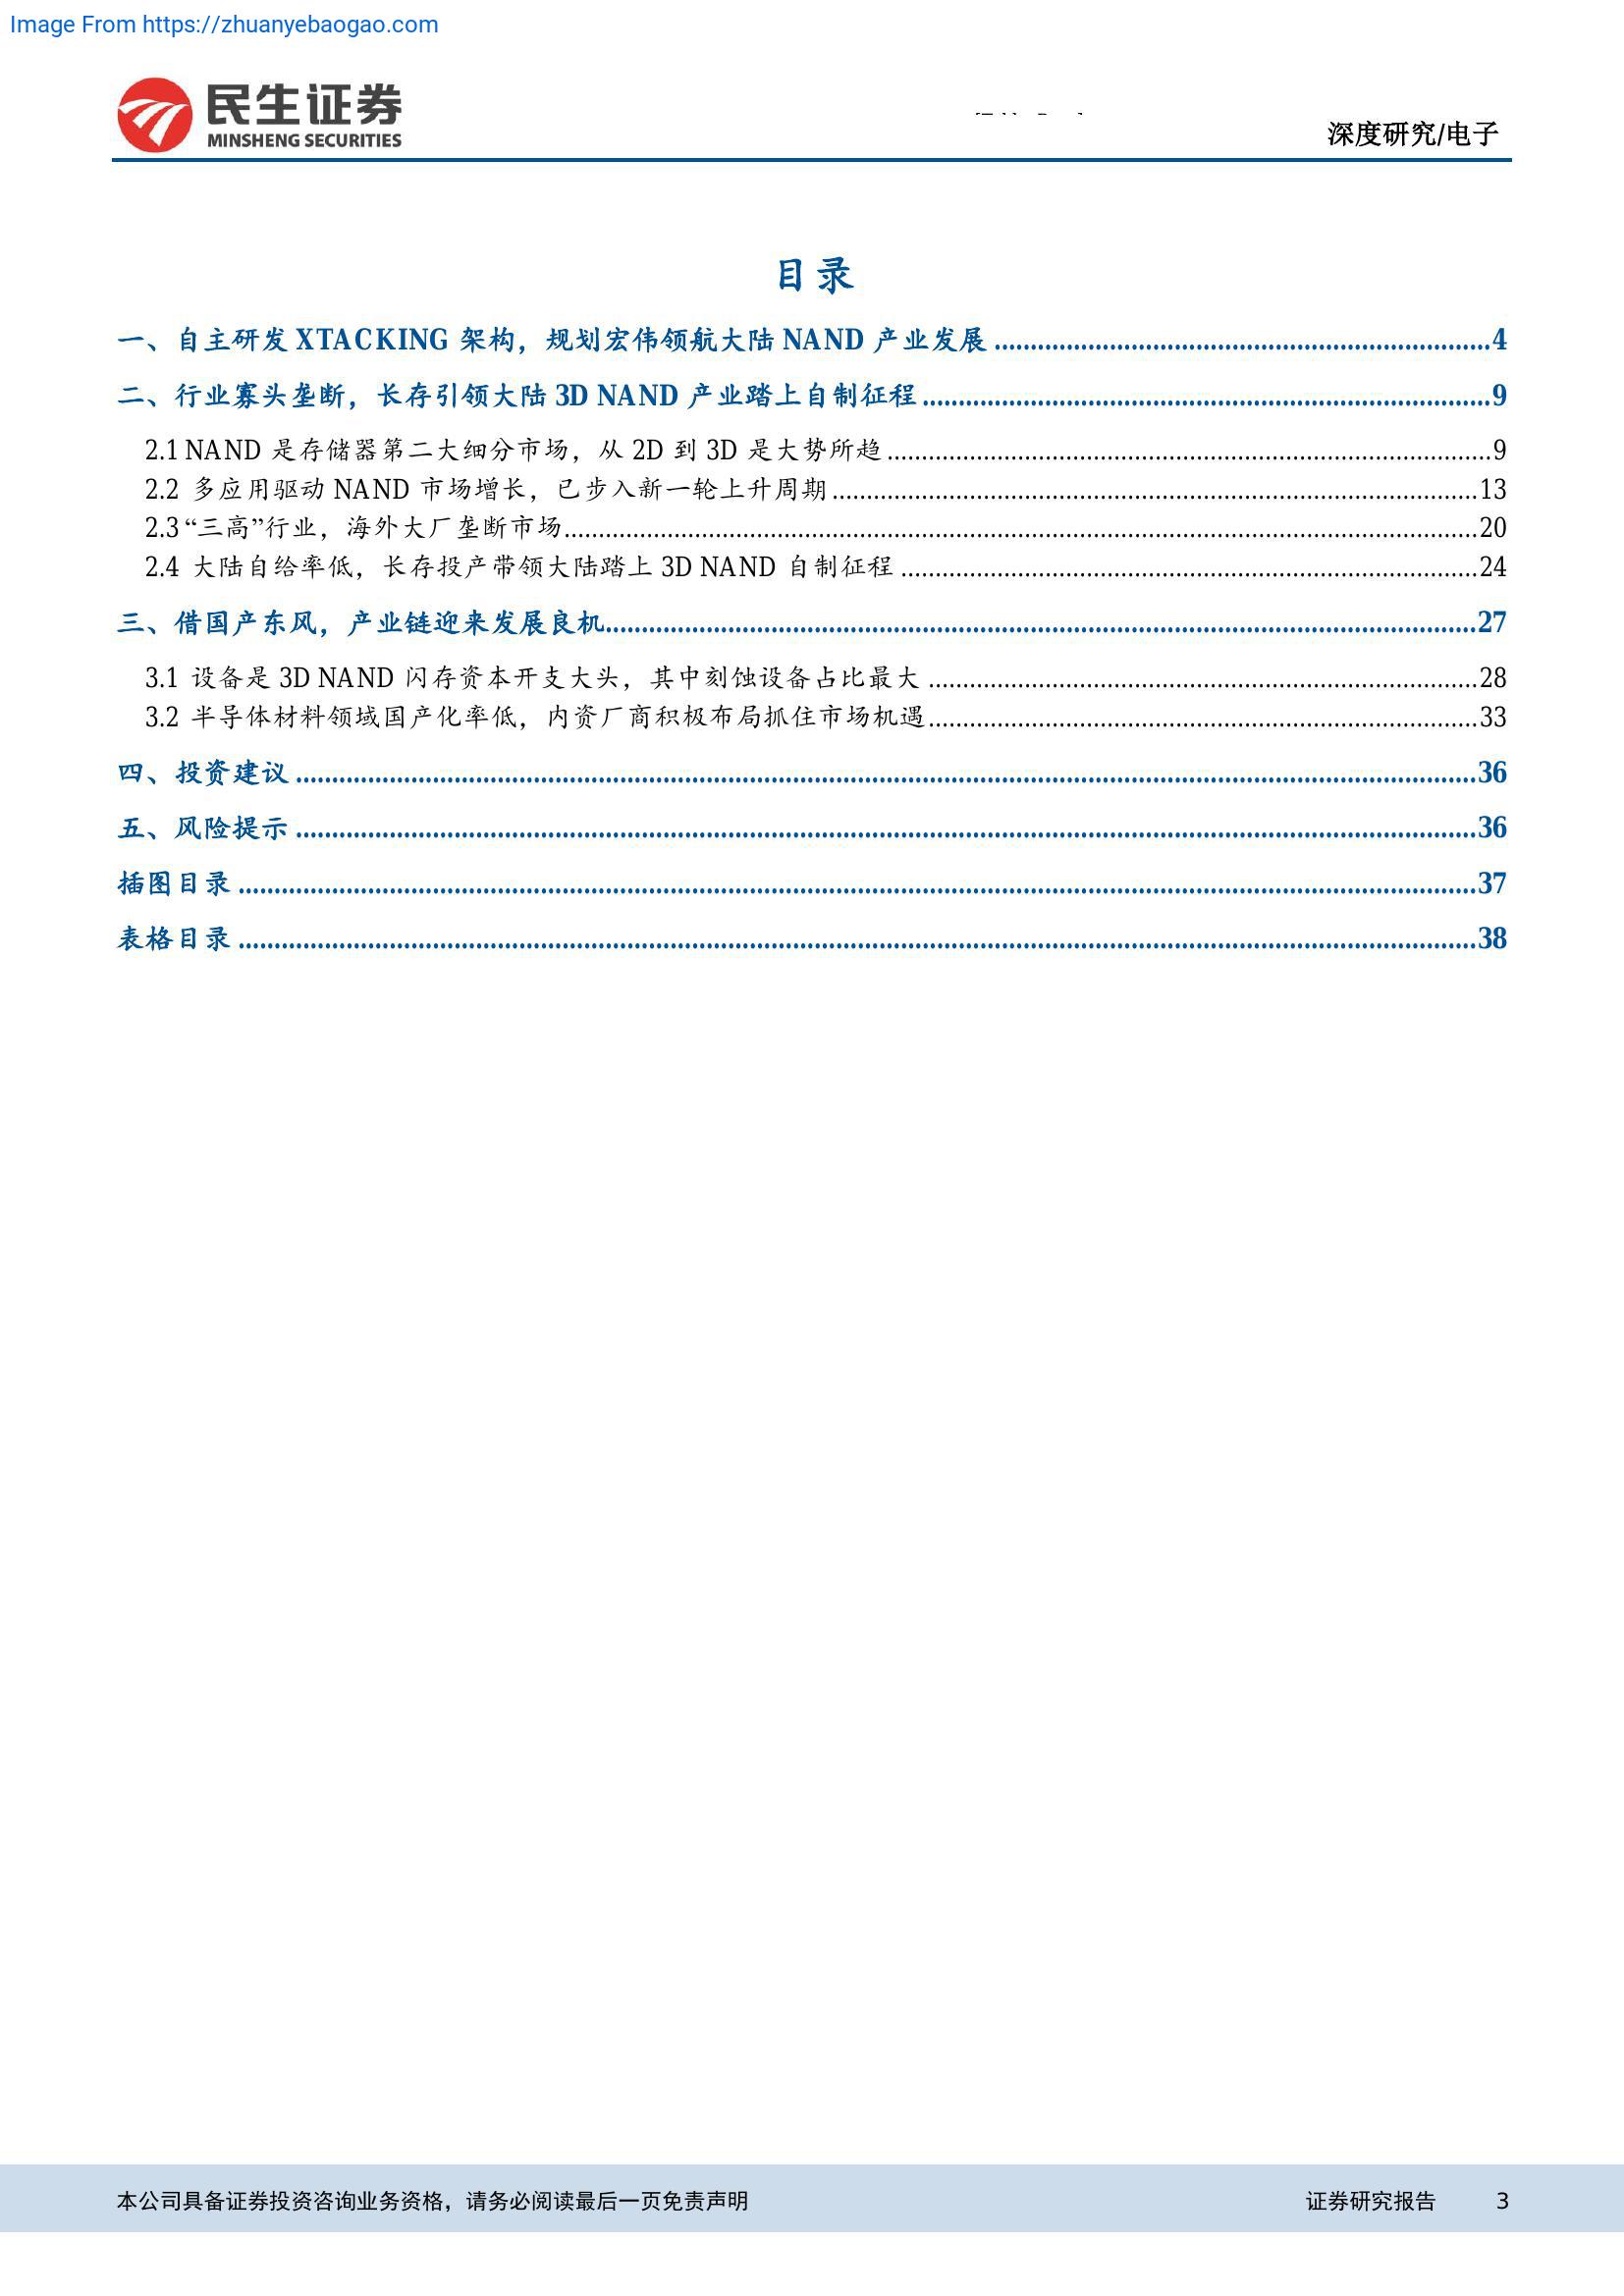 Image From https://zhuanyebaogao.com
民生证券
MINSHENG SECURITIES
深度研究/电子
目录
一、自主研发 XTACKING 架构，规划宏伟领航大陆 NAND 产业发展 ........ 4
二、行业寡头垄断，长存引领大陆 3D NAND 产业踏上自制征程 ........ 9
2.1 NAND 是存储器第二大细分市场，从 2D 到 3D 是大势所趋 ........ 9
2.2 多应用驱动 NAND 市场增长，已步入新一轮上升周期 ........ 13
2.3 “三高”行业，海外大厂垄断市场 ........ 20
2.4 大陆自给率低，长存投产带领大陆踏上 3D NAND 自制征程 ........ 24
三、借国产东风，产业链迎来发展良机 ........ 27
3.1 设备是 3D NAND 闪存资本开支大头，其中刻蚀设备占比最大 ........ 28
3.2 半导体材料领域国产化率低，内资厂商积极布局抓住市场机遇 ........ 33
四、投资建议 ........ 36
五、风险提示 ........ 36
插图目录 ........ 37
表格目录 ........ 38
本公司具备证券投资咨询业务资格，请务必阅读最后一页免责声明 证券研究报告 3